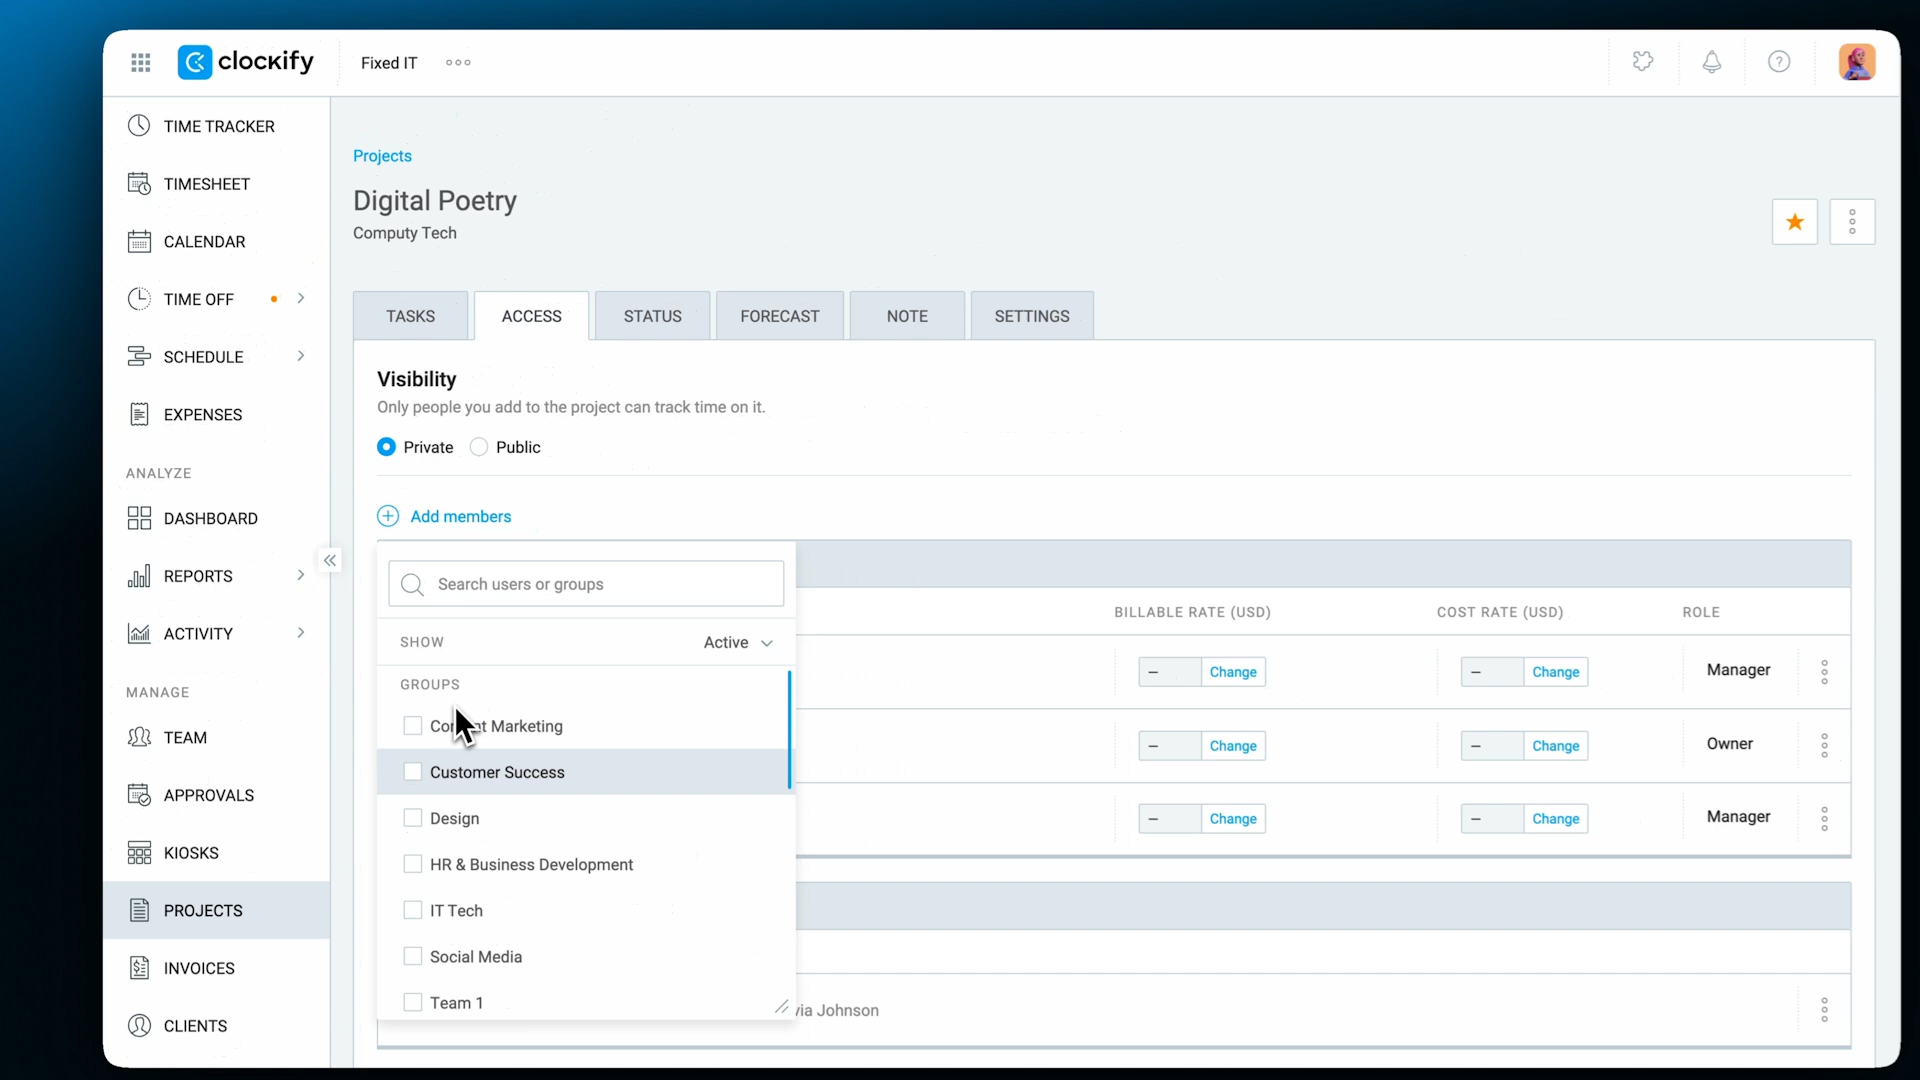 clockify
Fixed IT
TIME TRACKER
TIMESHEET
CALENDAR
TIME OFF
SCHEDULE
EXPENSES
ANALYZE
DASHBOARD
REPORTS
ACTIVITY
MANAGE
TEAM
APPROVALS
KIOSKS
PROJECTS
INVOICES
CLIENTS
Projects
Digital Poetry
Computy Tech
TASKS
ACCESS
STATUS
FORECAST
NOTE
SETTINGS
Visibility
Only people you add to the project can track time on it.
Private
Public
Add members
Search users or groups
SHOW
Active
GROUPS
Marketing
Customer Success
Design
HR & Business Development
IT Tech
Social Media
Team 1
BILLABLE RATE (USD)
COST RATE (USD)
ROLE
– Change
– Change
Manager
– Change
– Change
Owner
– Change
– Change
Manager
Johnson